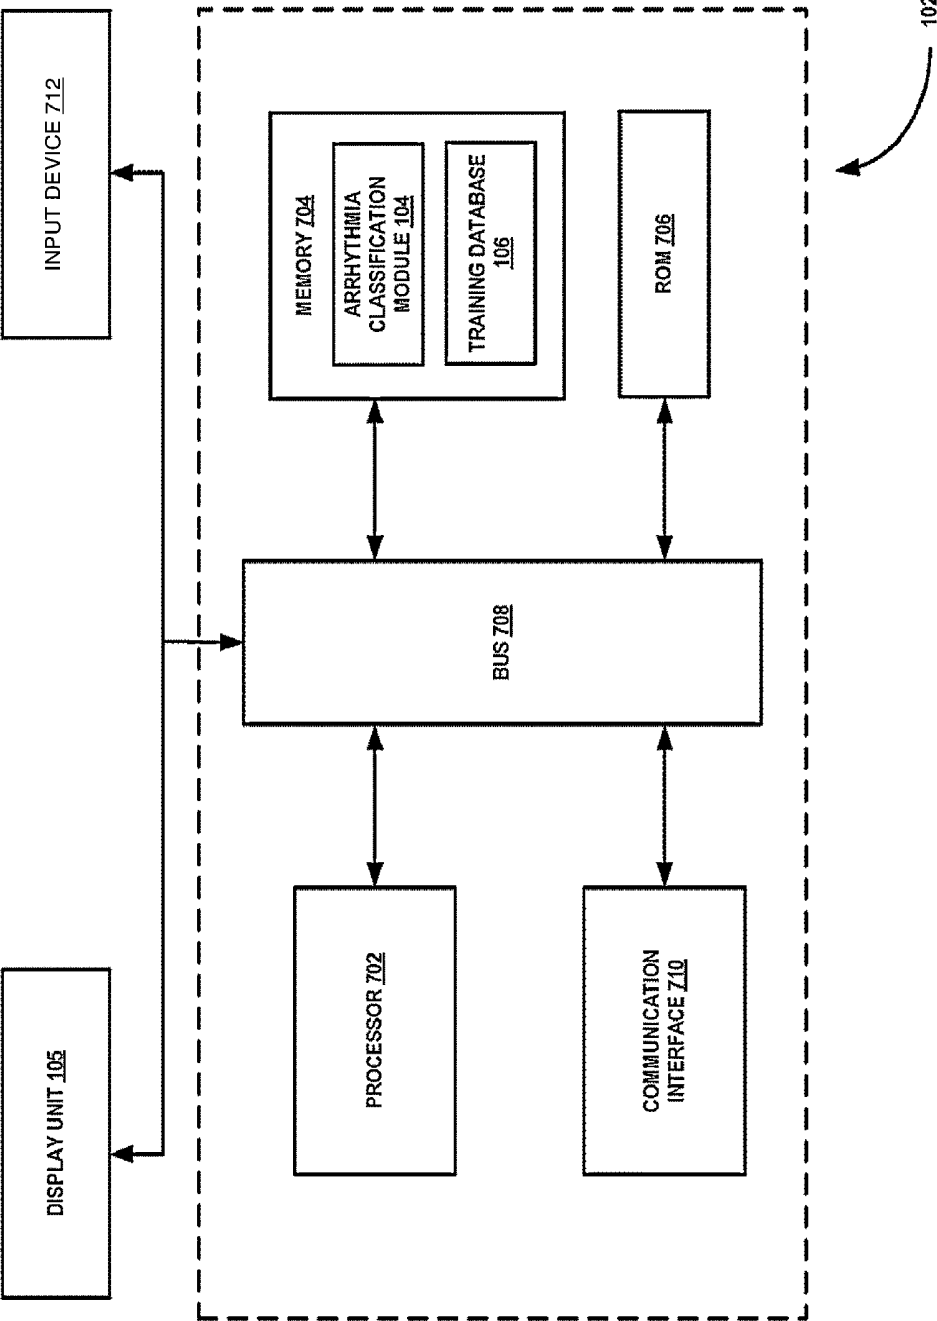 102
DISPLAY UNIT 105
INPUT DEVICE 712
PROCESSOR 702
BUS 708
MEMORY 704
ARRHYTHMIA
CLASSIFICATION
MODULE 104
TRAINING DATABASE
106
COMMUNICATION
INTERFACE 710
ROM 706